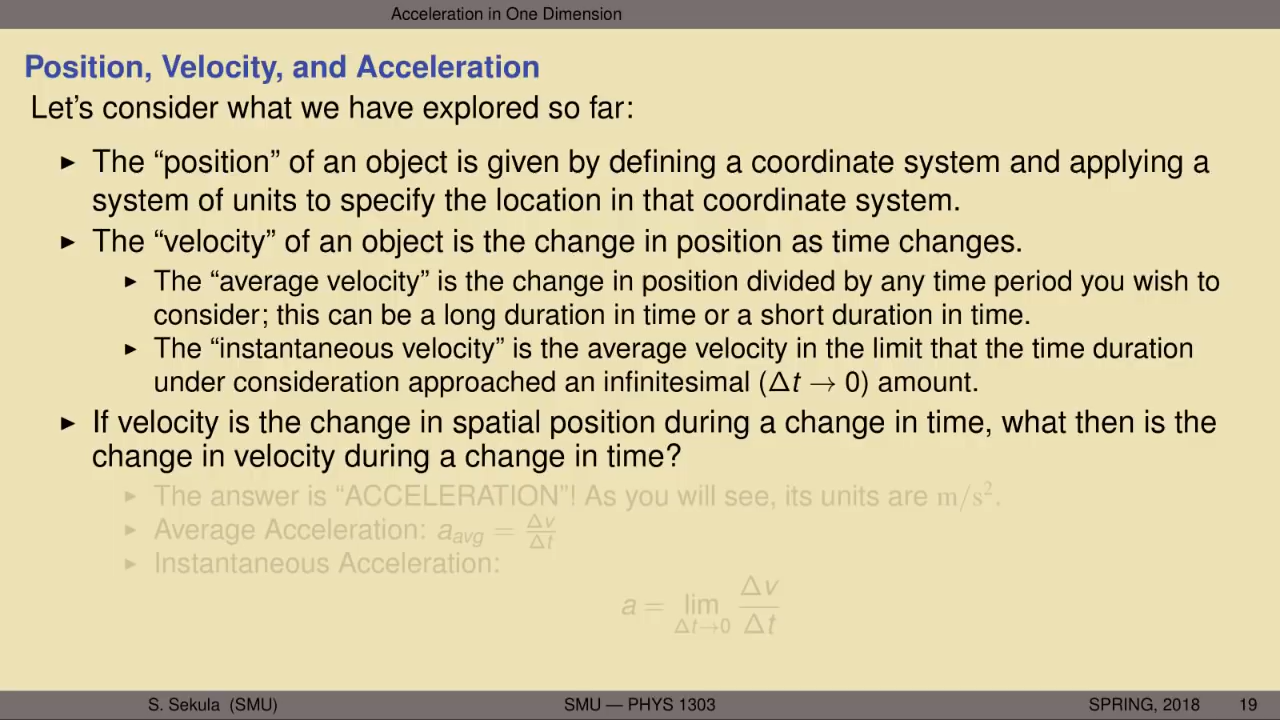 Acceleration in One Dimension
Position, Velocity, and Acceleration
Let's consider what we have explored so far:
▶ The “position” of an object is given by defining a coordinate system and applying a
system of units to specify the location in that coordinate system.
▶ The “velocity” of an object is the change in position as time changes.
▶ The “average velocity” is the change in position divided by any time period you wish to
consider; this can be a long duration in time or a short duration in time.
▶ The “instantaneous velocity” is the average velocity in the limit that the time duration
under consideration approached an infinitesimal (Δt → 0) amount.
▶ If velocity is the change in spatial position during a change in time, what then is the
change in velocity during a change in time?
▶ The answer is “ACCELERATION”! As you will see, its units are m/s².
▶ Average Acceleration: a_avg = Δv/Δt
▶ Instantaneous Acceleration:
a = lim_{Δt→0} Δv/Δt
S. Sekula (SMU) SMU — PHYS 1303 SPRING, 2018 19